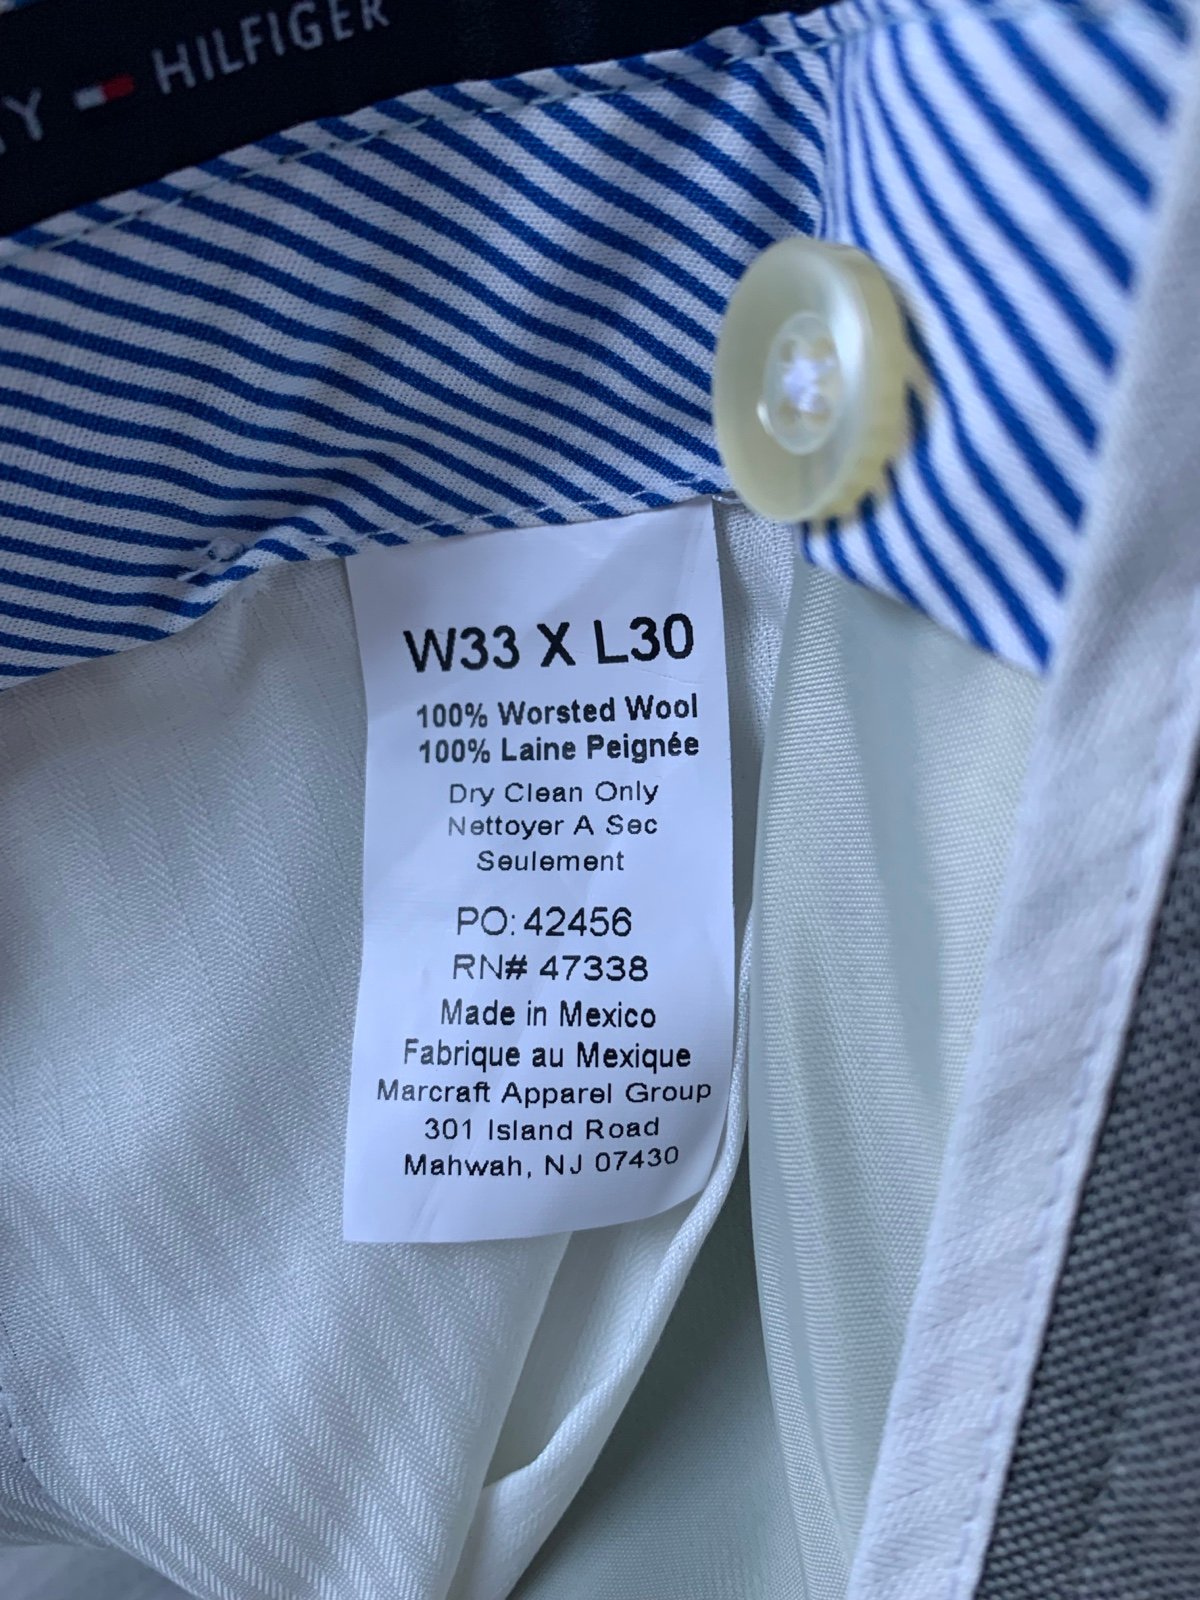 HILFIGER
W33 X L30
100% Worsted Wool
100% Laine Peignée
Dry Clean Only
Nettoyer A Sec
Seulement
PO: 42456
RN# 47338
Made in Mexico
Fabrique au Mexique
Marcraft Apparel Group
301 Island Road
Mahwah, NJ 07430